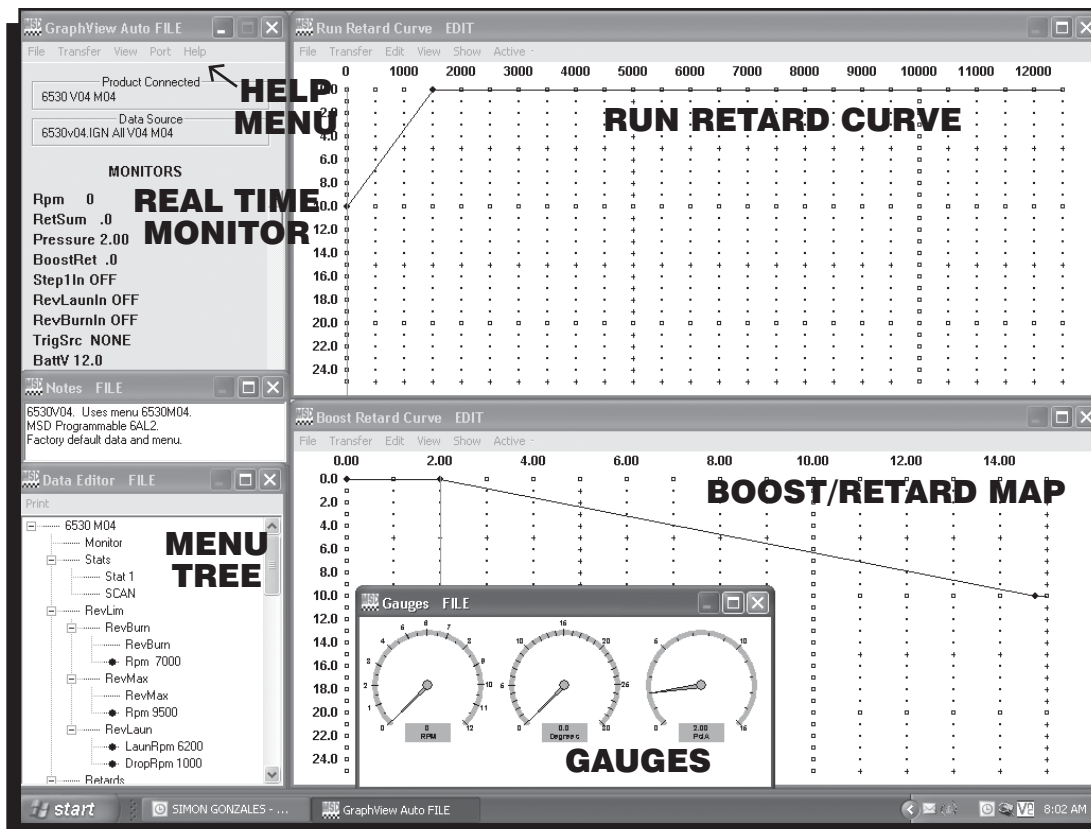 GraphView Auto FILE
File Transfer View Port Help
Product Connected
6530 V04 M04
Data Source
6530v04.IGN All V04 M04
HELP
MENU
MONITORS
Rpm 0
RetSum .0
Pressure 2.00
BoostRet .0
Step1In OFF
RevLaunIn OFF
RevBurnIn OFF
TrigSrc NONE
BattV 12.0
REAL TIME
MONITOR
MSD Notes FILE
6530V04. Uses menu 6530M04.
MSD Programmable 6AL2.
Factory default data and menu.
MSD Data Editor FILE
Print
6530 M04
Monitor
Stats
Stat 1
SCAN
RevLim
RevBurn
RevBurn
Rpm 7000
RevMax
RevMax
Rpm 9500
RevLaun
LaunRpm 6200
DropRpm 1000
Retards
MENU
TREE
MSD Run Retard Curve EDIT
File Transfer Edit View Show Active -
0 1000 2000 3000 4000 5000 6000 7000 8000 9000 10000 11000 12000
RUN RETARD CURVE
6.0
8.0
12.0
14.0
16.0
18.0
20.0
22.0
24.0
MSD Boost Retard Curve EDIT
File Transfer Edit View Show Active -
0.00 2.00 4.00 6.00 8.00 10.00 12.00 14.00
0.0
2.0
4.0
6.0
8.0
10.0
12.0
14.0
16.0
18.0
20.0
22.0
24.0
BOOST/RETARD MAP
MSD Gauges FILE
0 RPM
0.0
2.00
GAUGES
start
SIMON GONZALES - ...
MSD GraphView Auto FILE
8:02 AM